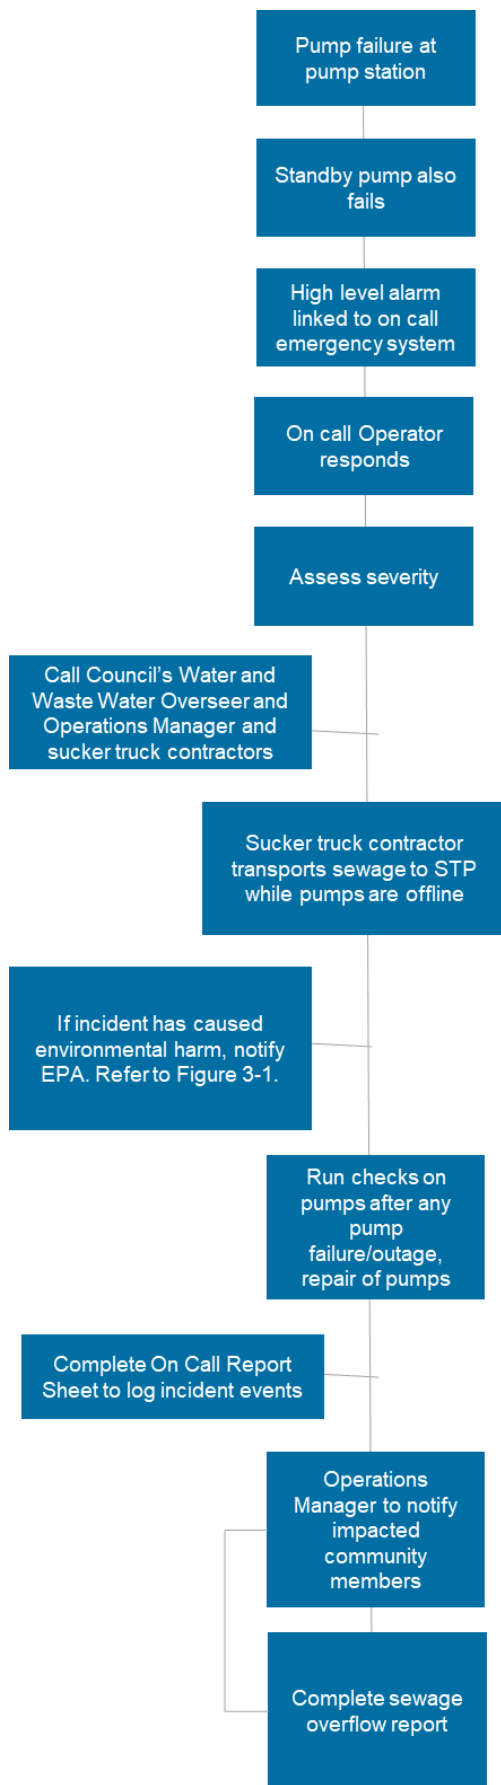 Pump failure at
pump station
Standby pump also
fails
High level alarm
linked to on call
emergency system
On call Operator
responds
Assess severity
Call Council's Water and
Waste Water Overseer and
Operations Manager and
sucker truck contractors
Sucker truck contractor
transports sewage to STP
while pumps are offline
If incident has caused
environmental harm, notify
EPA. Refer to Figure 3-1.
Run checks on
pumps after any
pump
failure/outage,
repair of pumps
Complete On Call Report
Sheet to log incident events
Operations
Manager to notify
impacted
community
members
Complete sewage
overflow report